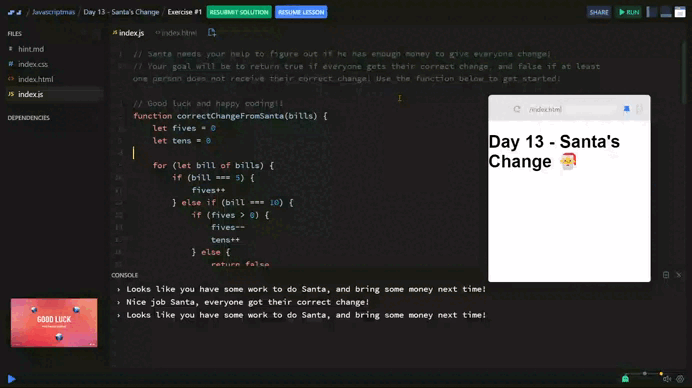 Javascriptmas / Day 13 - Santa's Change / Exercise #1 RESUBMIT SOLUTION RESUME LESSON SHARE RUN
FILES
hint.md
index.css
index.html
index.js
DEPENDENCIES
index.js index.html
// Santa needs your help to figure out if he has enough money to give everyone change!
// Your goal will be to return true if everyone gets their correct change, and false if at least
one person does not receive their correct change! Use the function below to get started!
// Good luck and happy coding!!
function correctChangeFromSanta(bills) {
let fives = 0
let tens = 0
for (let bill of bills) {
if (bill === 5) {
fives++
} else if (bill === 10) {
if (fives > 0) {
fives--
tens++
} else {
return false
/index.html
Day 13 - Santa's
Change 🎅
CONSOLE
› Looks like you have some work to do Santa, and bring some money next time!
› Nice job Santa, everyone got their correct change!
› Looks like you have some work to do Santa, and bring some money next time!
GOOD LUCK